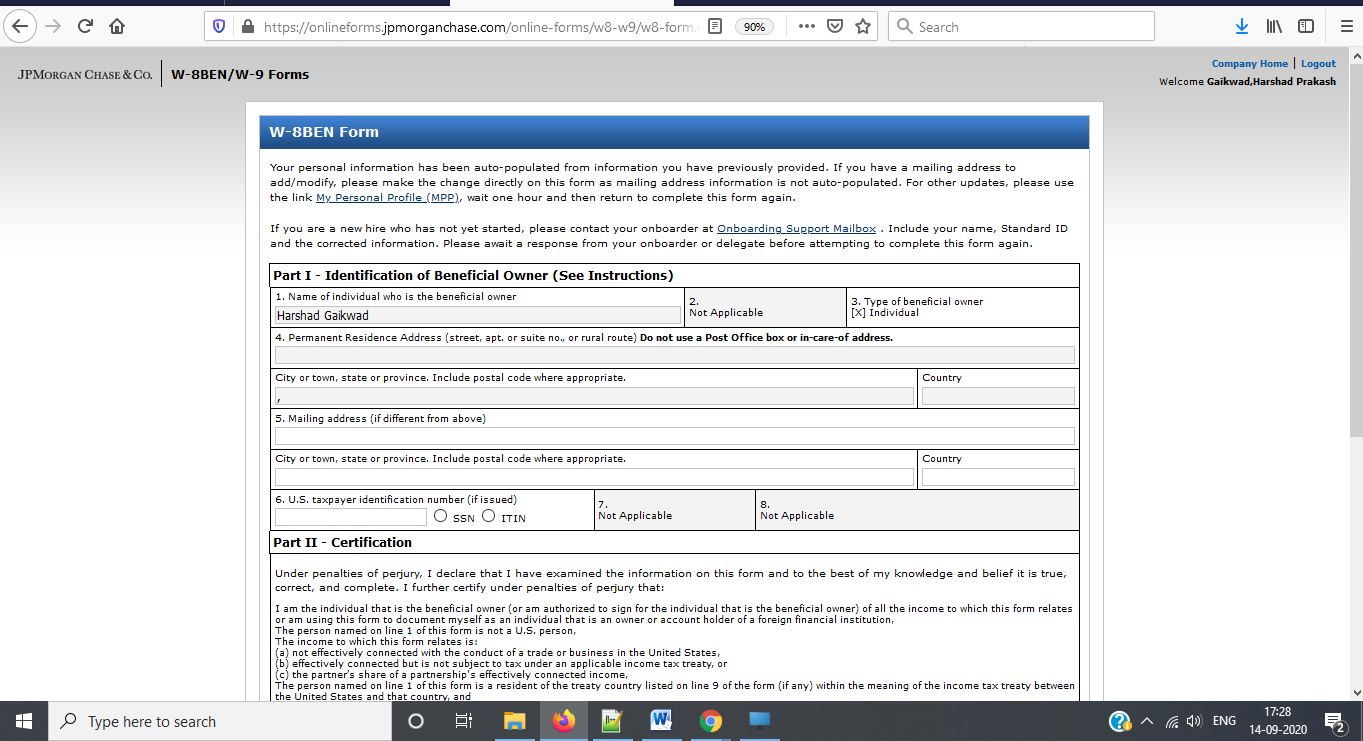 https://onlineforms.jpmorganchase.com/online-forms/w8-w9/w8-form.
90%
Search
JPMORGAN CHASE & CO.
W-8BEN/W-9 Forms
Company Home | Logout
Welcome Gaikwad,Harshad Prakash
W-8BEN Form
Your personal information has been auto-populated from information you have previously provided. If you have a mailing address to
add/modify, please make the change directly on this form as mailing address information is not auto-populated. For other updates, please use
the link My Personal Profile (MPP), wait one hour and then return to complete this form again.
If you are a new hire who has not yet started, please contact your onboarder at Onboarding Support Mailbox . Include your name, Standard ID
and the corrected information. Please await a response from your onboarder or delegate before attempting to complete this form again.
Part I - Identification of Beneficial Owner (See Instructions)
1. Name of individual who is the beneficial owner
Harshad Gaikwad
2.
Not Applicable
3. Type of beneficial owner
[X] Individual
4. Permanent Residence Address (street, apt. or suite no., or rural route) Do not use a Post Office box or in-care-of address.
City or town, state or province. Include postal code where appropriate.
,
Country
5. Mailing address (if different from above)
City or town, state or province. Include postal code where appropriate.
Country
6. U.S. taxpayer identification number (if issued)
SSN ITIN
7.
Not Applicable
8.
Not Applicable
Part II - Certification
Under penalties of perjury, I declare that I have examined the information on this form and to the best of my knowledge and belief it is true,
correct, and complete. I further certify under penalties of perjury that:
I am the individual that is the beneficial owner (or am authorized to sign for the individual that is the beneficial owner) of all the income to which this form relates
or am using this form to document myself as an individual that is an owner or account holder of a foreign financial institution,
The person named on line 1 of this form is not a U.S. person,
The income to which this form relates is:
(a) not effectively connected with the conduct of a trade or business in the United States,
(b) effectively connected but is not subject to tax under an applicable income tax treaty, or
(c) the partner's share of a partnership's effectively connected income,
The person named on line 1 of this form is a resident of the treaty country listed on line 9 of the form (if any) within the meaning of the income tax treaty between
the United States and that country, and
Type here to search
ENG
17:28
14-09-2020
2